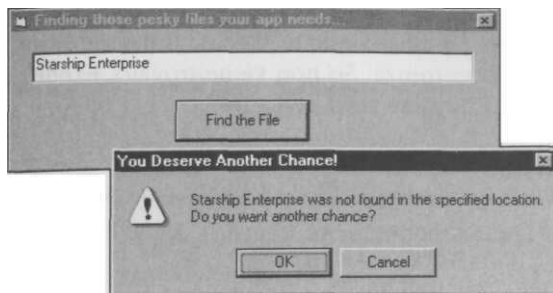 Finding those pesky files your app needs...
Starship Enterprise
Find the File
You Deserve Another Chance!
Starship Enterprise was not found in the specified location.
Do you want another chance?
OK
Cancel